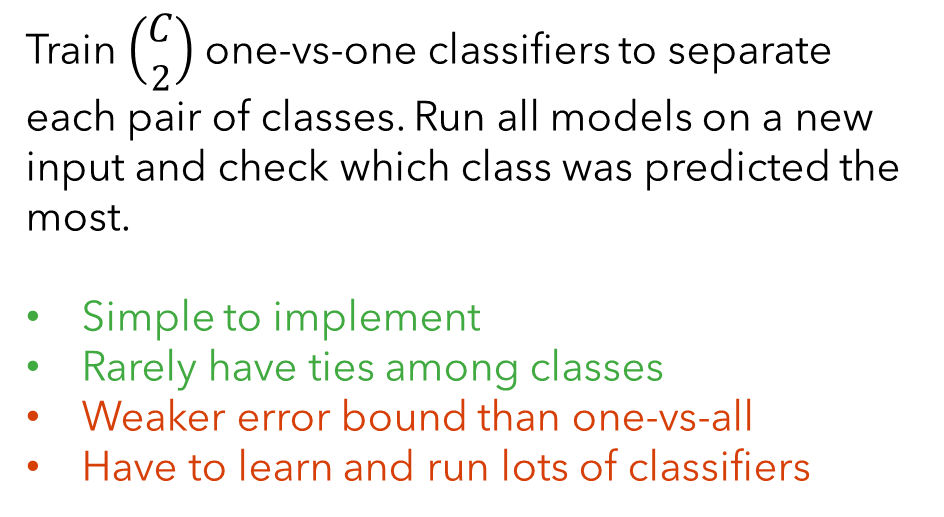 Train (C 2) one-vs-one classifiers to separate
each pair of classes. Run all models on a new
input and check which class was predicted the
most.
• Simple to implement
• Rarely have ties among classes
• Weaker error bound than one-vs-all
• Have to learn and run lots of classifiers